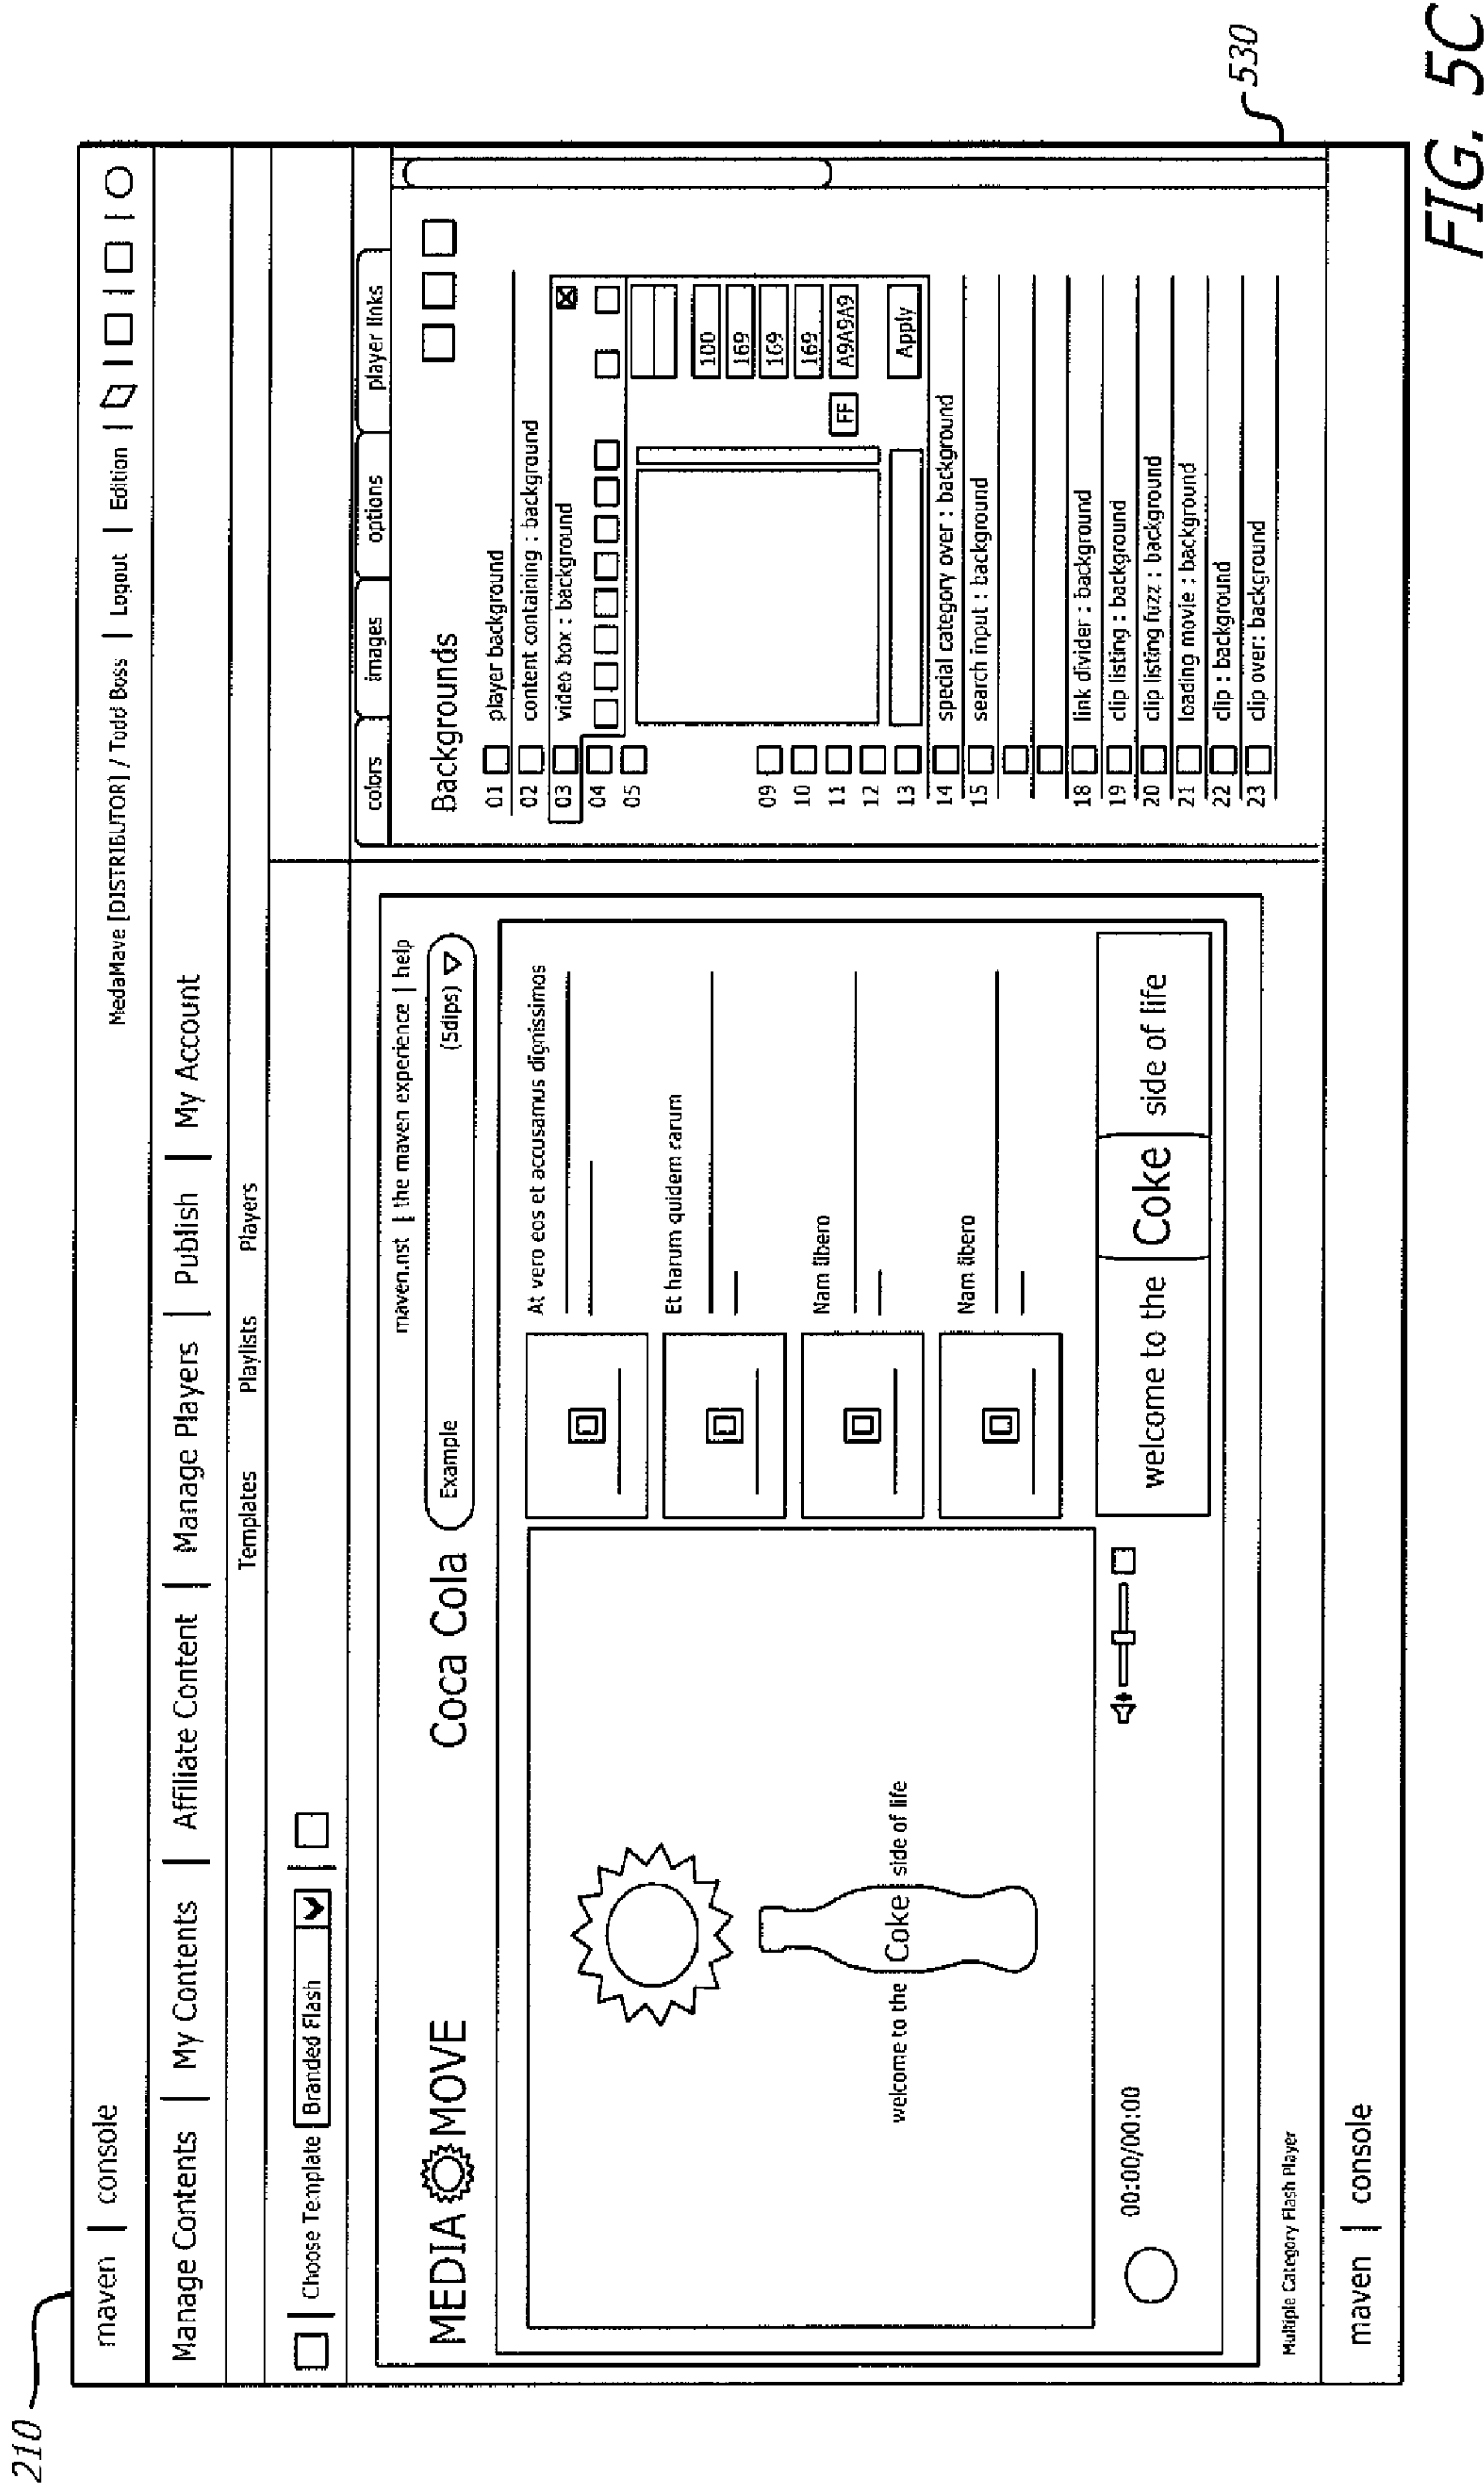 210
maven | console
MedaMave [DISTRIBUTOR] / Todd Boss | Logout | Edition
Manage Contents | My Contents | Affiliate Content | Manage Players | Publish | My Account
Templates Playlists Players
Choose Template Branded Flash
maven.nst | the maven experience | help
MEDIA MOVE
Coca Cola
Example (5dips)
At vero eos et accusamus dignissimos
Et harum quidem rarum
Nam libero
Nam libero
welcome to the Coke side of life
00:00/00:00
welcome to the Coke side of life
Multiple Category Flash Player
colors images options player links
Backgrounds
01 player background
02 content containing : background
03 video box : background
04
05
100
169
169
169
FF A9A9A9
Apply
09
10
11
12
13
14 special category over : background
15 search input : background
18 link divider : background
19 clip listing : background
20 clip listing fuzz : background
21 loading movie : background
22 clip : background
23 clip over: background
maven | console
530
FIG. 5C